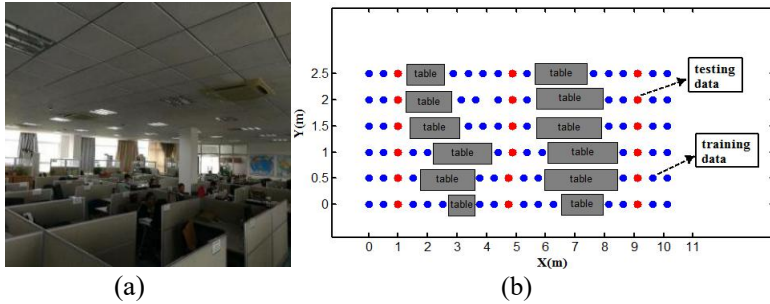 2.5
2
1.5
1
0.5
0
Y(m)
table table
table table
table table
table table
table table
table table
testing
data
training
data
0 1 2 3 4 5 6 7 8 9 10 11
X(m)
(a) (b)